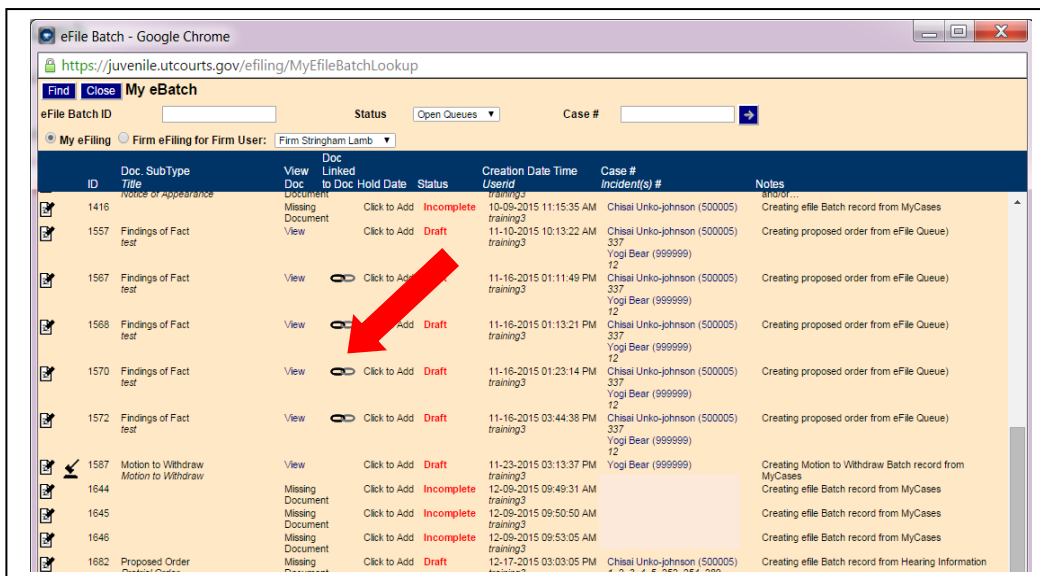 eFile Batch - Google Chrome
https://juvenile.utcourts.gov/efiling/MyEfileBatchLookup
Find Close My eBatch
eFile Batch ID Status Open Queues Case #
My eFiling Firm eFiling for Firm User: Firm Stringham Lamb
Doc
Doc. SubType View Linked Creation Date Time Case #
ID Title Doc to Doc Hold Date Status Userid Incident(s) # Notes
Notice of Appearance Document training3 and/or...
1416 Missing Click to Add Incomplete 10-09-2015 11:15:35 AM Chisai Unko-johnson (500005) Creating efile Batch record from MyCases
Document training3
1557 Findings of Fact View Click to Add Draft 11-10-2015 10:13:22 AM Chisai Unko-johnson (500005) Creating proposed order from eFile Queue)
test training3 337
Yogi Bear (999999)
12
1567 Findings of Fact View Click to Add 11-16-2015 01:11:49 PM Chisai Unko-johnson (500005) Creating proposed order from eFile Queue)
test training3 337
Yogi Bear (999999)
12
1568 Findings of Fact View Add Draft 11-16-2015 01:13:21 PM Chisai Unko-johnson (500005) Creating proposed order from eFile Queue)
test training3 337
Yogi Bear (999999)
12
1570 Findings of Fact View Click to Add Draft 11-16-2015 01:23:14 PM Chisai Unko-johnson (500005) Creating proposed order from eFile Queue)
test training3 337
Yogi Bear (999999)
12
1572 Findings of Fact View Click to Add Draft 11-16-2015 03:44:38 PM Chisai Unko-johnson (500005) Creating proposed order from eFile Queue)
test training3 337
Yogi Bear (999999)
12
1587 Motion to Withdraw View Click to Add Draft 11-23-2015 03:13:37 PM Yogi Bear (999999) Creating Motion to Withdraw Batch record from
Motion to Withdraw training3 MyCases
1644 Missing Click to Add Incomplete 12-09-2015 09:49:31 AM Creating efile Batch record from MyCases
Document training3
1645 Missing Click to Add Incomplete 12-09-2015 09:50:50 AM Creating efile Batch record from MyCases
Document training3
1646 Missing Click to Add Incomplete 12-09-2015 09:53:05 AM Creating efile Batch record from MyCases
Document training3
1682 Proposed Order Missing Click to Add Draft 12-17-2015 03:03:05 PM Chisai Unko-johnson (500005) Creating efile Batch record from Hearing Information
Pretrial Order Document training3